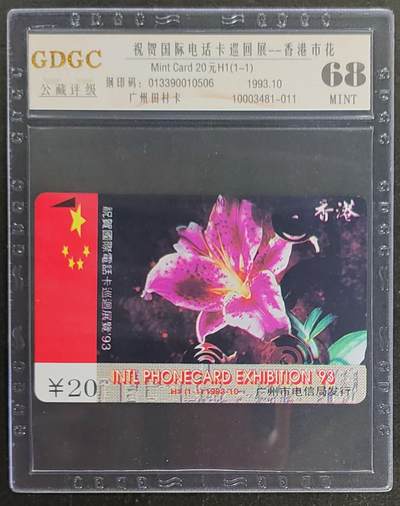 GDGC
公藏评级
祝贺国际电话卡巡回展--香港市花
Mint Card 20元H1(1-1)
钢印码: 013390010506 1993.10
广州田村卡 10003481-011
68
MINT
香港
祝賀國際電話卡巡迴展覽'93
¥20
INTL PHONECARD EXHIBITION '93
广州市电信局发行